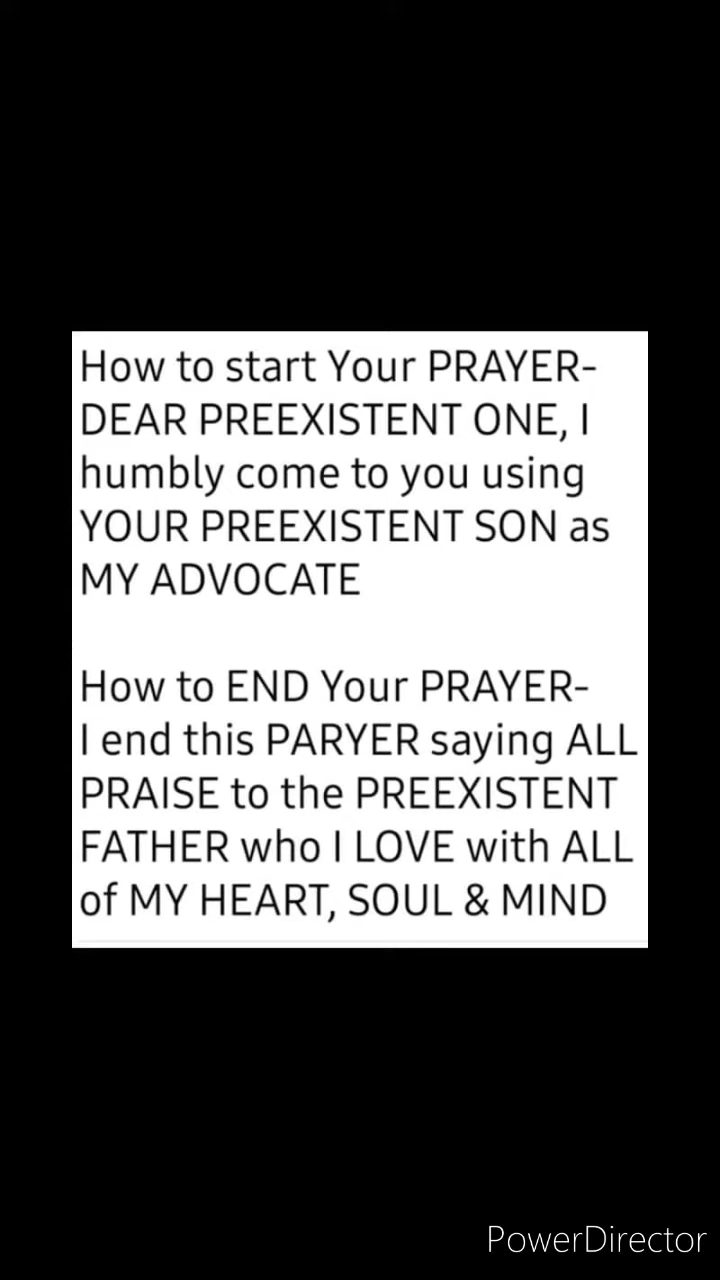 How to start Your PRAYER-
DEAR PREEXISTENT ONE, I
humbly come to you using
YOUR PREEXISTENT SON as
MY ADVOCATE
How to END Your PRAYER-
I end this PARYER saying ALL
PRAISE to the PREEXISTENT
FATHER who I LOVE with ALL
of MY HEART, SOUL & MIND
PowerDirector